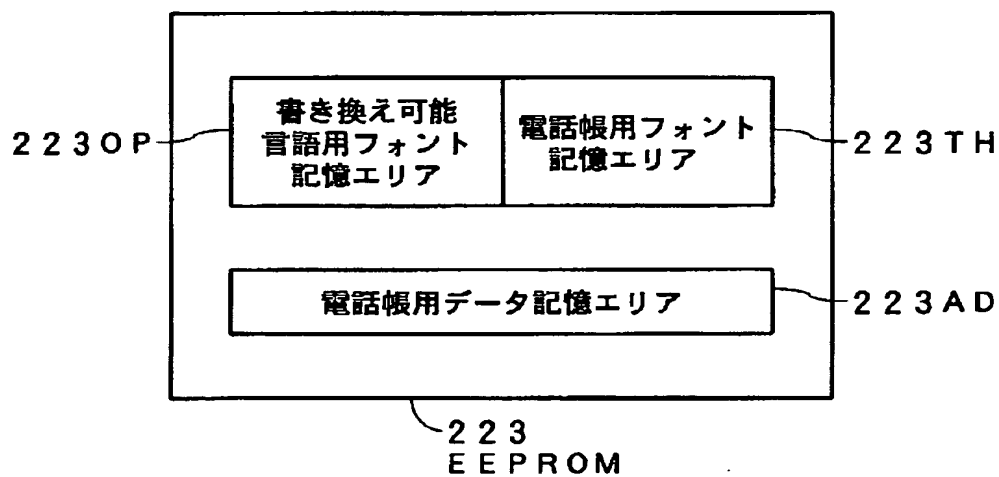 書き換え可能
言語用フォント
記憶エリア
電話帳用フォント
記憶エリア
２２３ＯＰ
２２３ＴＨ
電話帳用データ記憶エリア
２２３ＡＤ
２２３
ＥＥＰＲＯＭ